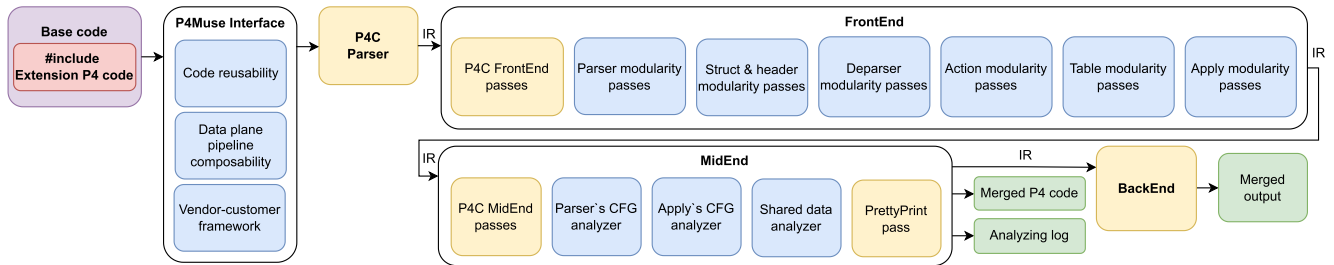 Base code
#include
Extension P4 code
P4Muse Interface
Code reusability
Data plane
pipeline
composability
Vendor-customer
framework
P4C
Parser
IR
FrontEnd
P4C FrontEnd
passes
Parser modularity
passes
Struct & header
modularity passes
Deparser
modularity passes
Action modularity
passes
Table modularity
passes
Apply modularity
passes
IR
IR
MidEnd
P4C MidEnd
passes
Parser`s CFG
analyzer
Apply`s CFG
analyzer
Shared data
analyzer
PrettyPrint
pass
IR
Merged P4 code
Analyzing log
BackEnd
Merged
output